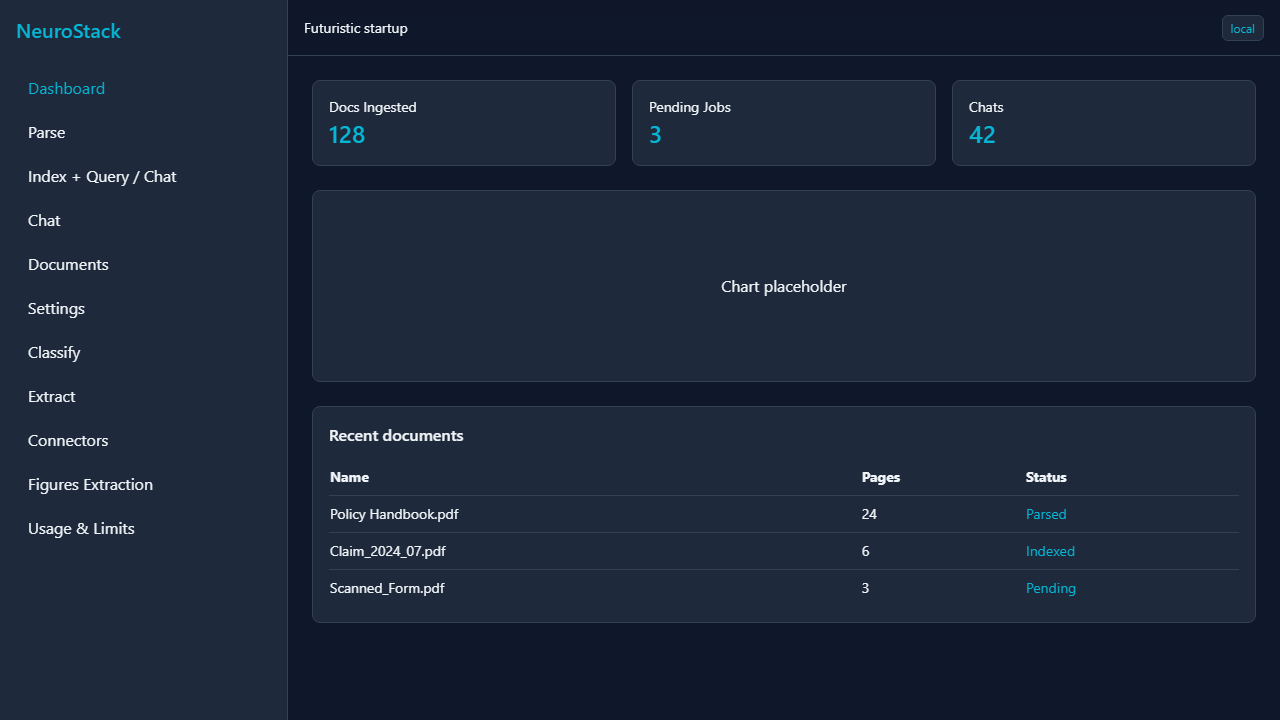 NeuroStack
Dashboard
Parse
Index + Query / Chat
Chat
Documents
Settings
Classify
Extract
Connectors
Figures Extraction
Usage & Limits
Futuristic startup
local
Docs Ingested
128
Pending Jobs
3
Chats
42
Chart placeholder
Recent documents
Name Pages Status
Policy Handbook.pdf 24 Parsed
Claim_2024_07.pdf 6 Indexed
Scanned_Form.pdf 3 Pending